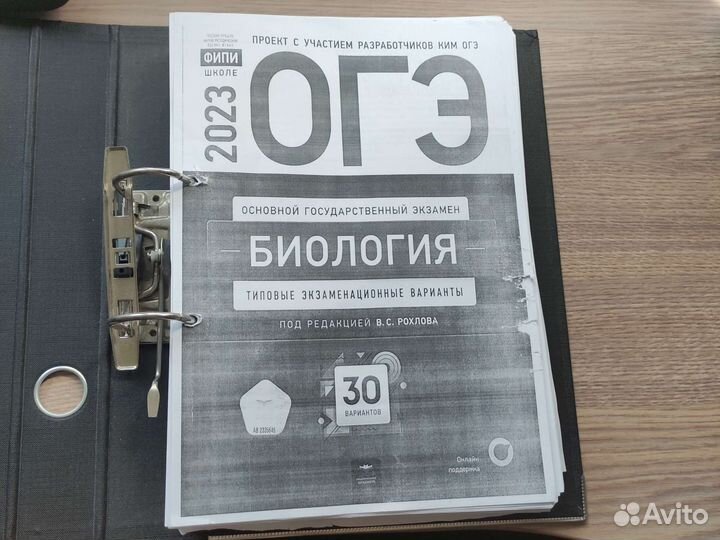 ПРОЕКТ С УЧАСТИЕМ РАЗРАБОТЧИКОВ КИМ ОГЭ
ФИПИ
ШКОЛЕ
2023
ОГЭ
ОСНОВНОЙ ГОСУДАРСТВЕННЫЙ ЭКЗАМЕН
БИОЛОГИЯ
ТИПОВЫЕ ЭКЗАМЕНАЦИОННЫЕ ВАРИАНТЫ
ПОД РЕДАКЦИЕЙ В.С. РОХЛОВА
30
ВАРИАНТОВ
Онлайн-
поддержка
Avito